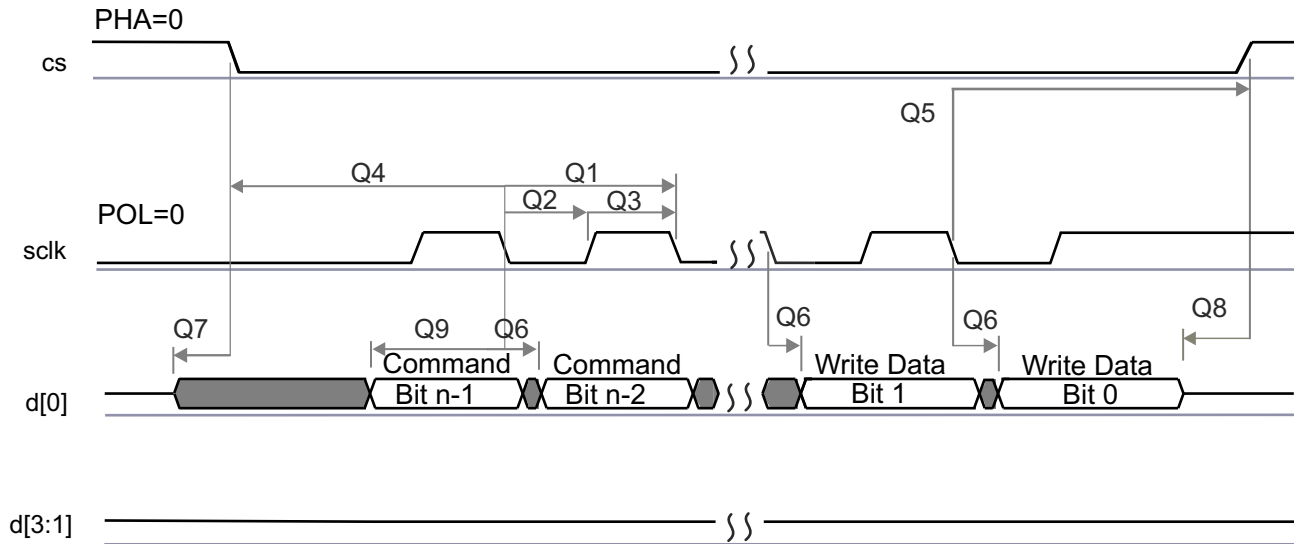 PHA=0
cs
Q5
Q4 Q1
Q2 Q3
POL=0
sclk
Q7 Q9 Q6 Q6 Q6 Q8
Command Command Write Data Write Data
d[0] Bit n-1 Bit n-2 Bit 1 Bit 0
d[3:1]